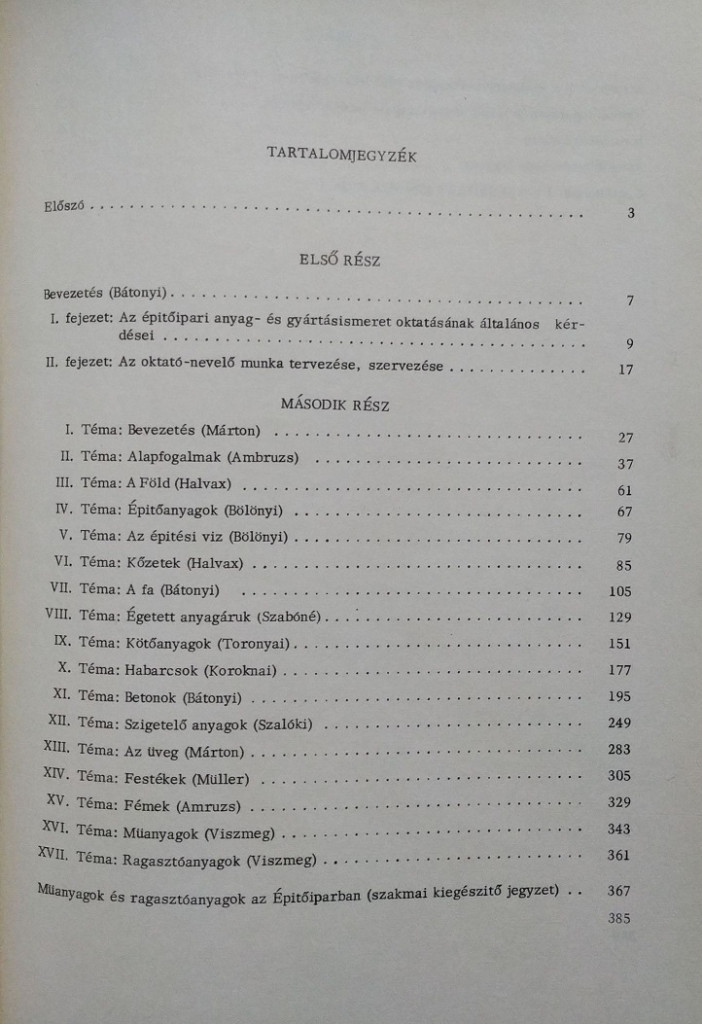 TARTALOMJEGYZÉK
Előszó . . . . . . . . . . . . . . . . . . . . . . . . . . . . . . . . . . . 3
ELSŐ RÉSZ
Bevezetés (Bátonyi) . . . . . . . . . . . . . . . . . . . . . . . . . . . . . 7
I. fejezet: Az épitőipari anyag- és gyártásismeret oktatásának általános kér-
dései . . . . . . . . . . . . . . . . . . . . . . . . . . . . . 9
II. fejezet: Az oktató-nevelő munka tervezése, szervezése . . . . . . . . . . 17
MÁSODIK RÉSZ
I. Téma: Bevezetés (Márton) . . . . . . . . . . . . . . . . . . . . . . 27
II. Téma: Alapfogalmak (Ambruzs) . . . . . . . . . . . . . . . . . . . 37
III. Téma: A Föld (Halvax) . . . . . . . . . . . . . . . . . . . . . . . . 61
IV. Téma: Épitőanyagok (Bölönyi) . . . . . . . . . . . . . . . . . . . . 67
V. Téma: Az épitési viz (Bölönyi) . . . . . . . . . . . . . . . . . . . . . 79
VI. Téma: Kőzetek (Halvax) . . . . . . . . . . . . . . . . . . . . . . . . 85
VII. Téma: A fa (Bátonyi) . . . . . . . . . . . . . . . . . . . . . . . . 105
VIII. Téma: Égetett anyagáruk (Szabóné) . . . . . . . . . . . . . . . . . . 129
IX. Téma: Kötőanyagok (Toronyai) . . . . . . . . . . . . . . . . . . . . . 151
X. Téma: Habarcsok (Koroknai) . . . . . . . . . . . . . . . . . . . . . . 177
XI. Téma: Betonok (Bátonyi) . . . . . . . . . . . . . . . . . . . . . . . . 195
XII. Téma: Szigetelő anyagok (Szalóki) . . . . . . . . . . . . . . . . . . . 249
XIII. Téma: Az üveg (Márton) . . . . . . . . . . . . . . . . . . . . . . . . 283
XIV. Téma: Festékek (Müller) . . . . . . . . . . . . . . . . . . . . . . . 305
XV. Téma: Fémek (Amruzs) . . . . . . . . . . . . . . . . . . . . . . . . 329
XVI. Téma: Müanyagok (Viszmeg) . . . . . . . . . . . . . . . . . . . . . . 343
XVII. Téma: Ragasztóanyagok (Viszmeg) . . . . . . . . . . . . . . . . . . . 361
Müanyagok és ragasztóanyagok az Épitőiparban (szakmai kiegészitő jegyzet) . . 367
385